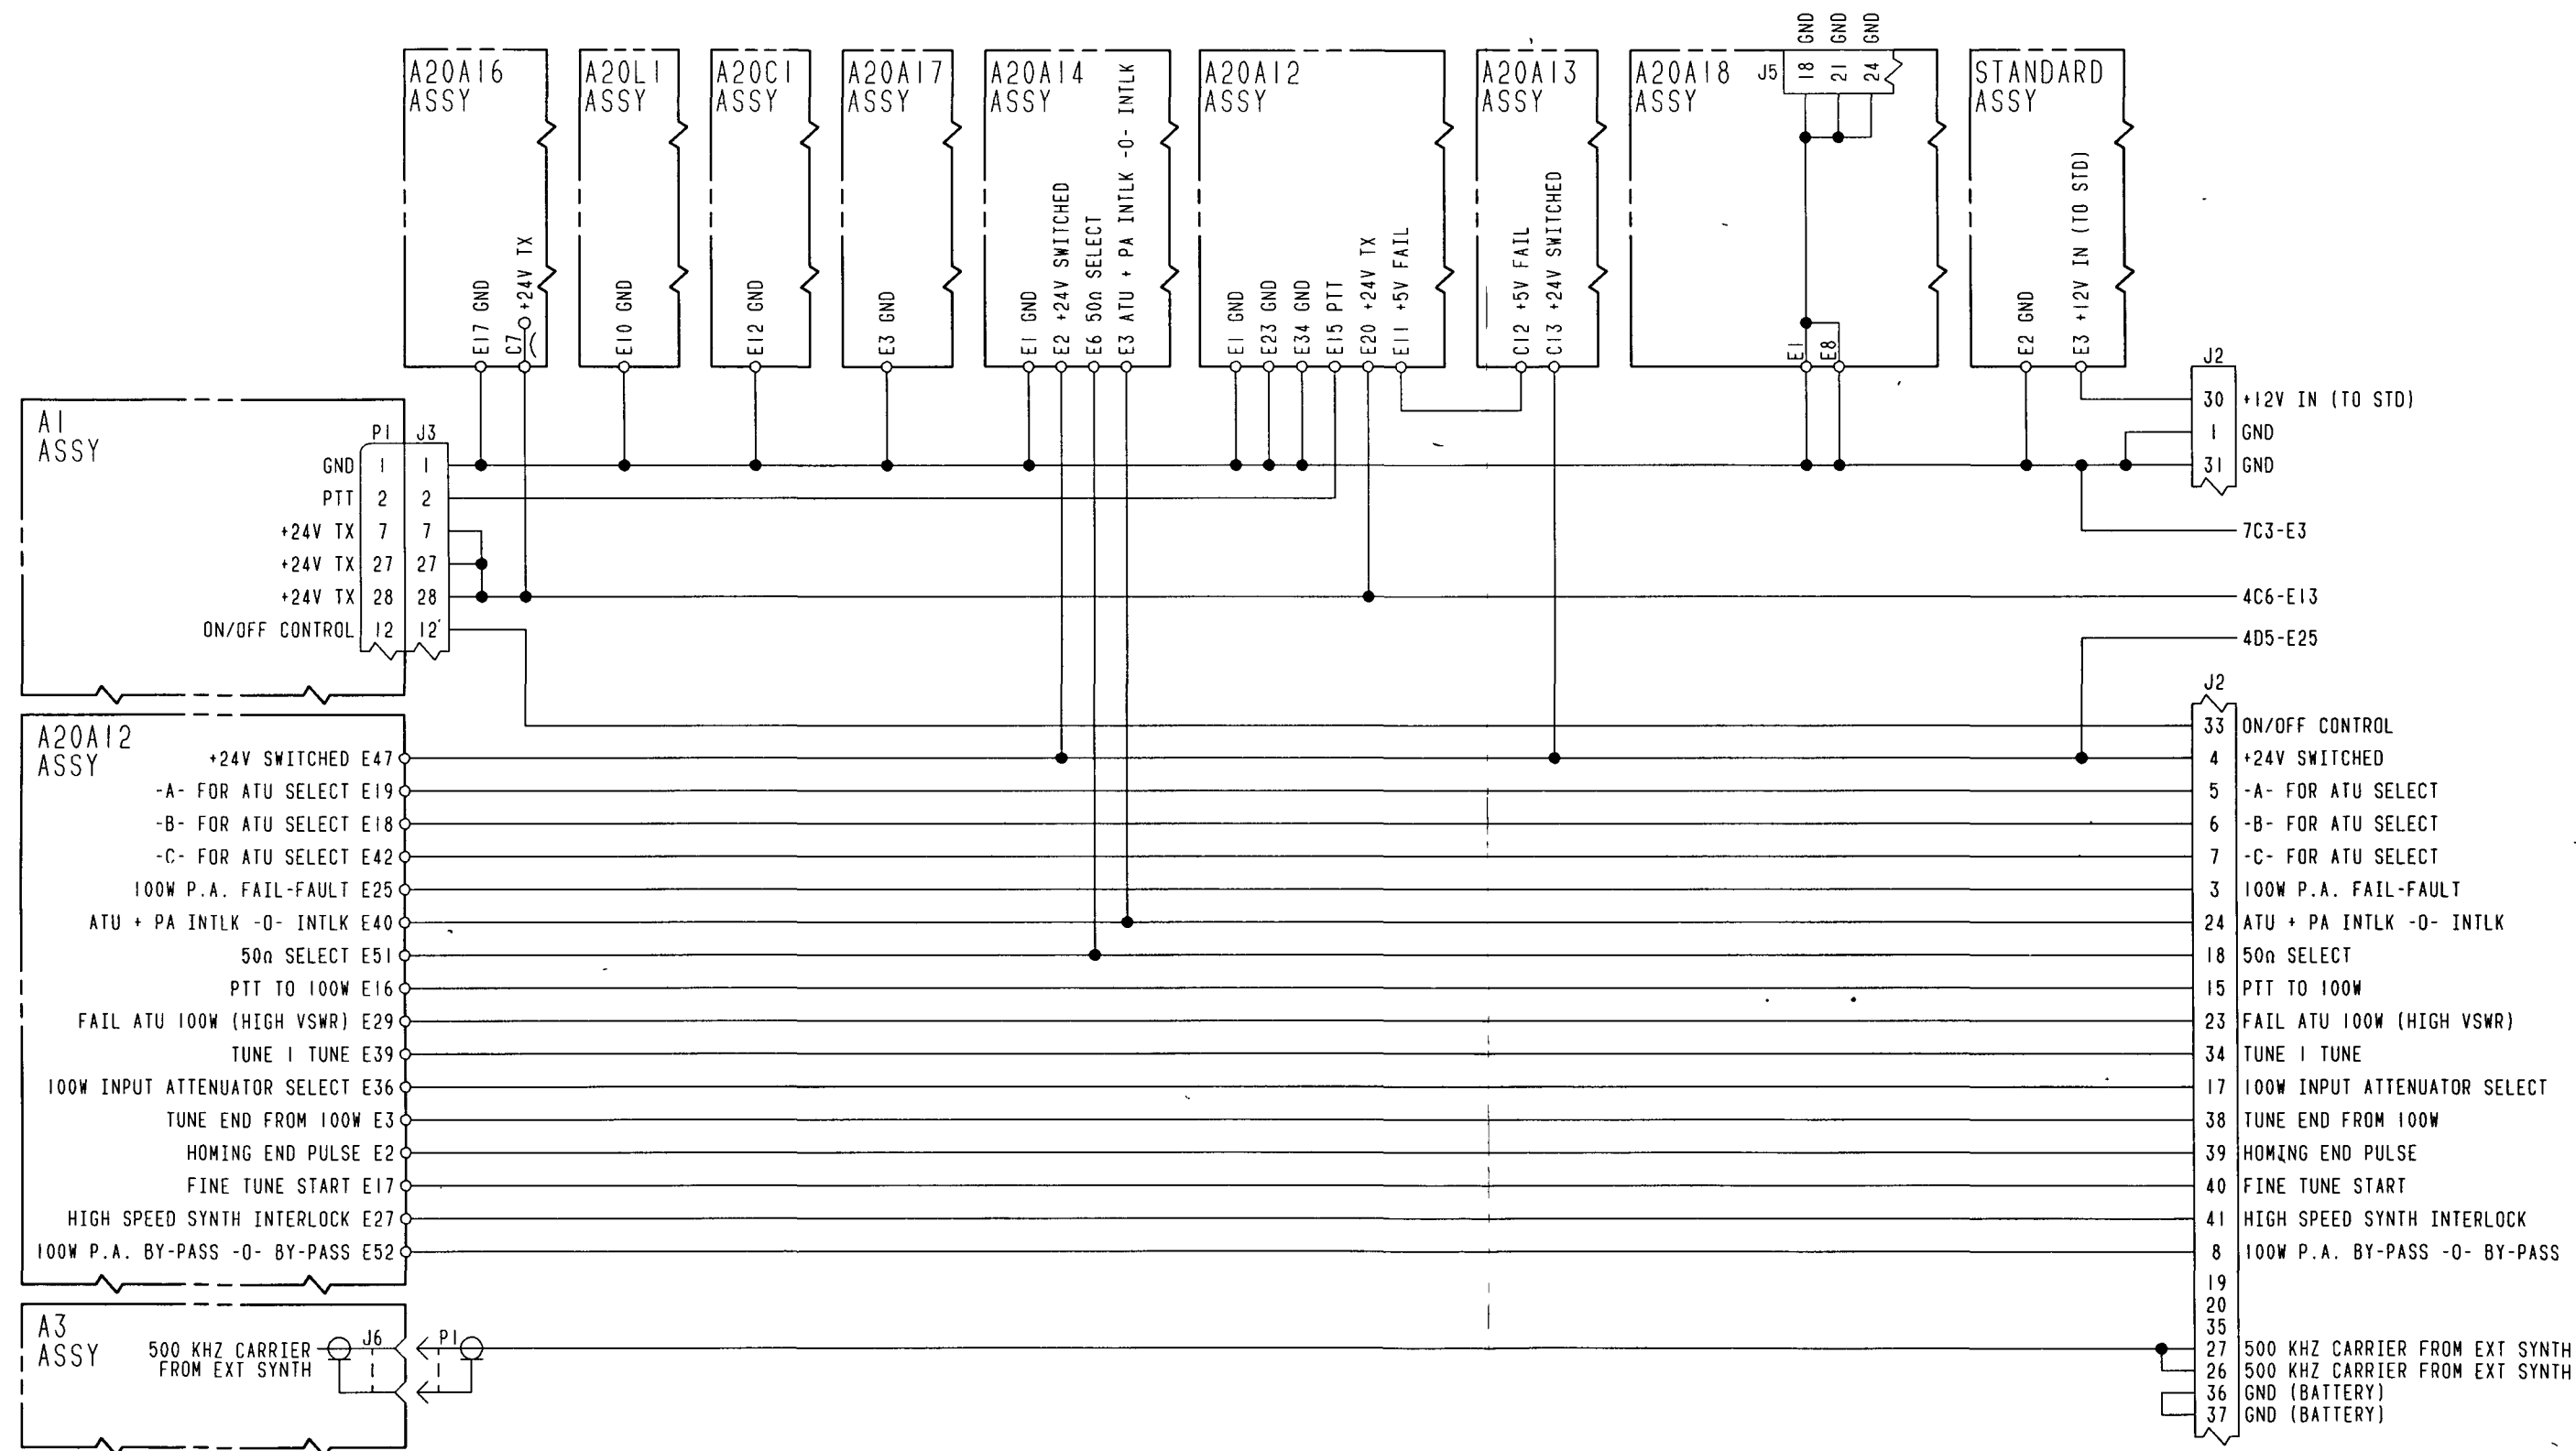 A20A16 ASSY
E17 GND
C7
+24V TX
A20L1 ASSY
E10 GND
A20C1 ASSY
E12 GND
A20A17 ASSY
E3 GND
A20A14 ASSY
E1 GND
E2 +24V SWITCHED
E6 50Ω SELECT
E3 ATU + PA INTLK -0- INTLK
A20A12 ASSY
E1 GND
E23 GND
E34 GND
E15 PTT
E20 +24V TX
E11 +5V FAIL
A20A13 ASSY
C12 +5V FAIL
C13 +24V SWITCHED
A20A18 ASSY
J5
18 GND
21 GND
24 GND
E1
E8
STANDARD ASSY
E2 GND
E3 +12V IN (TO STD)
J2
30 +12V IN (TO STD)
1 GND
31 GND
7C3-E3
4C6-E13
4D5-E25
A1 ASSY
P1 J3
GND 1 1
PTT 2 2
+24V TX 7 7
+24V TX 27 27
+24V TX 28 28
ON/OFF CONTROL 12 12
A20A12 ASSY
+24V SWITCHED E47
-A- FOR ATU SELECT E19
-B- FOR ATU SELECT E18
-C- FOR ATU SELECT E42
100W P.A. FAIL-FAULT E25
ATU + PA INTLK -0- INTLK E40
50Ω SELECT E51
PTT TO 100W E16
FAIL ATU 100W (HIGH VSWR) E29
TUNE 1 TUNE E39
100W INPUT ATTENUATOR SELECT E36
TUNE END FROM 100W E3
HOMING END PULSE E2
FINE TUNE START E17
HIGH SPEED SYNTH INTERLOCK E27
100W P.A. BY-PASS -0- BY-PASS E52
J2
33 ON/OFF CONTROL
4 +24V SWITCHED
5 -A- FOR ATU SELECT
6 -B- FOR ATU SELECT
7 -C- FOR ATU SELECT
3 100W P.A. FAIL-FAULT
24 ATU + PA INTLK -0- INTLK
18 50Ω SELECT
15 PTT TO 100W
23 FAIL ATU 100W (HIGH VSWR)
34 TUNE 1 TUNE
17 100W INPUT ATTENUATOR SELECT
38 TUNE END FROM 100W
39 HOMING END PULSE
40 FINE TUNE START
41 HIGH SPEED SYNTH INTERLOCK
8 100W P.A. BY-PASS -0- BY-PASS
19
20
35
27 500 KHZ CARRIER FROM EXT SYNTH
26 500 KHZ CARRIER FROM EXT SYNTH
36 GND (BATTERY)
37 GND (BATTERY)
A3 ASSY
500 KHZ CARRIER
FROM EXT SYNTH
J6 P1